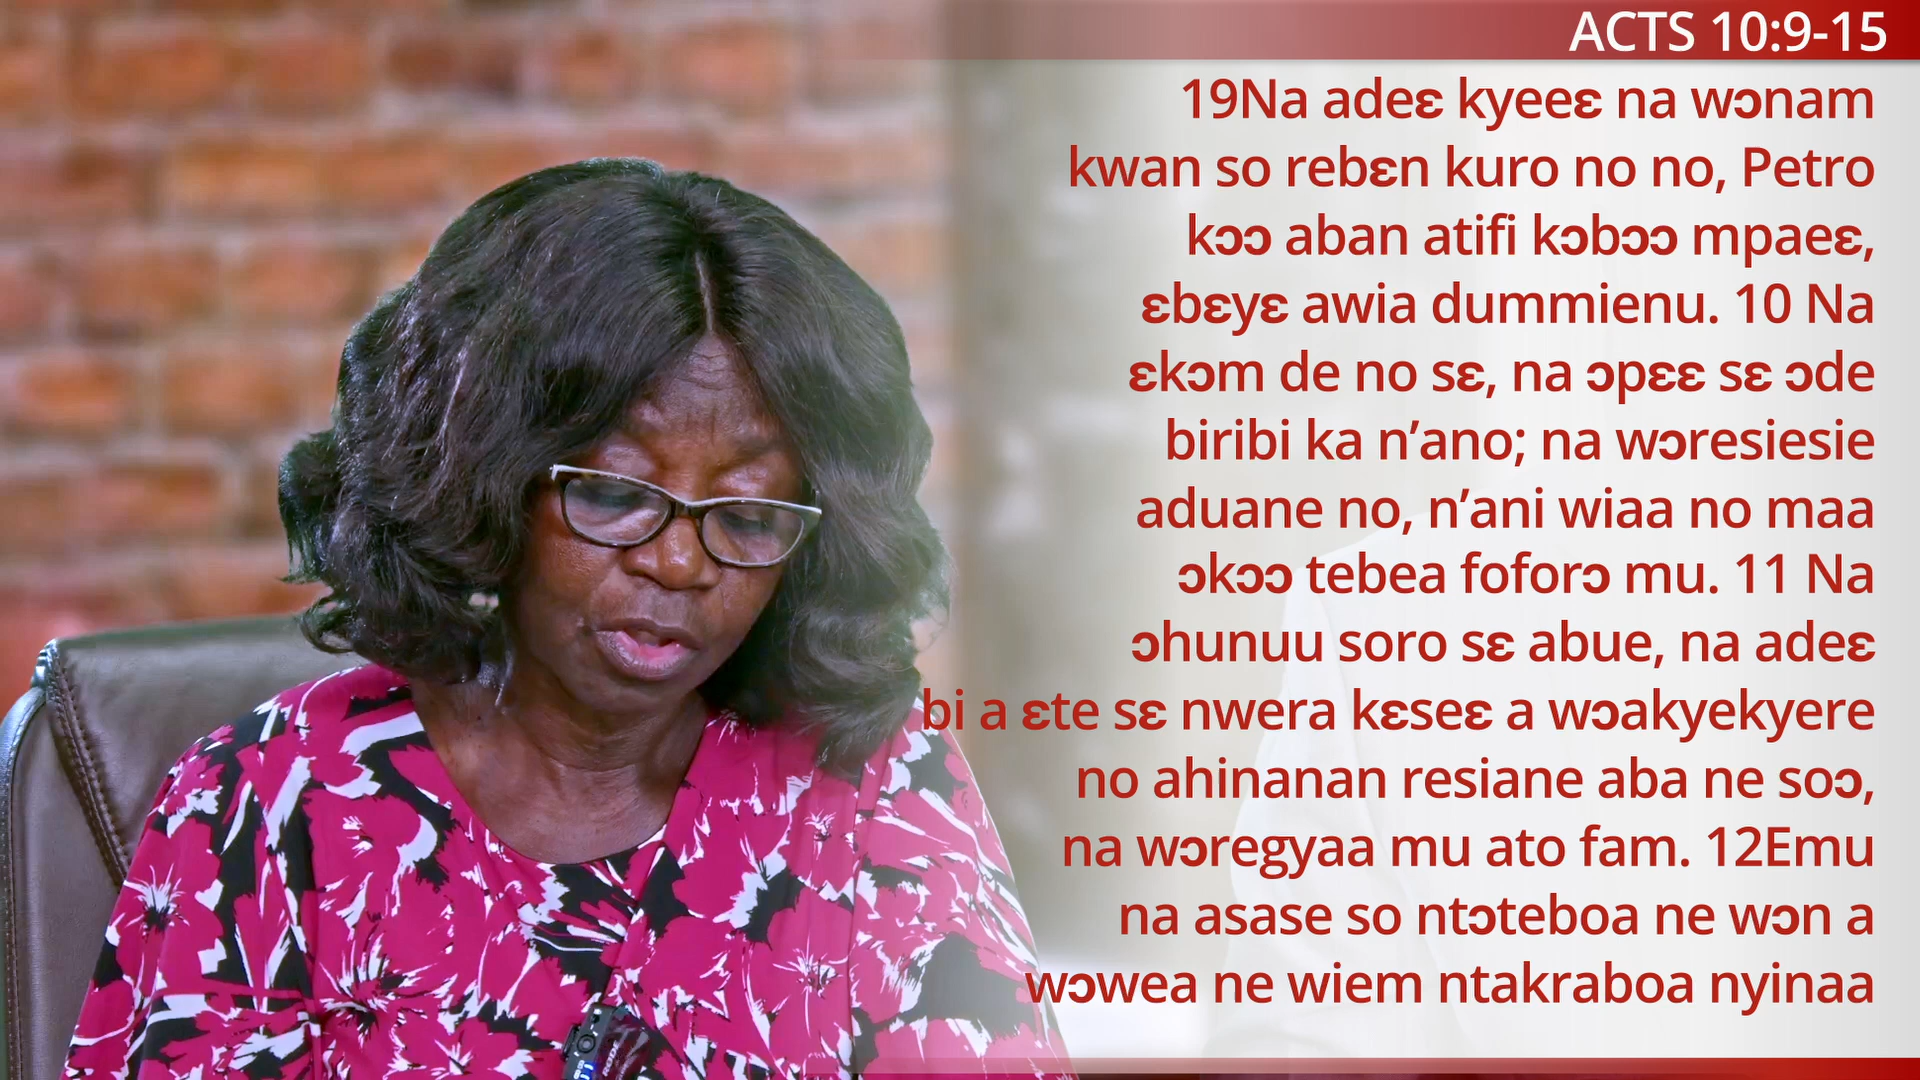 ACTS 10:9-15
19Na adeɛ kyeeɛ na wɔnam
kwan so rebɛn kuro no no, Petro
kɔɔ aban atifi kɔbɔɔ mpaeɛ,
ɛbɛyɛ awia dummienu. 10 Na
ɛkɔm de no sɛ, na ɔpɛɛ sɛ ɔde
biribi ka n’ano; na wɔresiesie
aduane no, n’ani wiaa no maa
ɔkɔɔ tebea foforɔ mu. 11 Na
ɔhunuu soro sɛ abue, na adeɛ
bi a ɛte sɛ nwera kɛseɛ a wɔakyekyere
no ahinanan resiane aba ne soɔ,
na wɔregyaa mu ato fam. 12Emu
na asase so ntɔteboa ne wɔn a
wɔwea ne wiem ntakraboa nyinaa